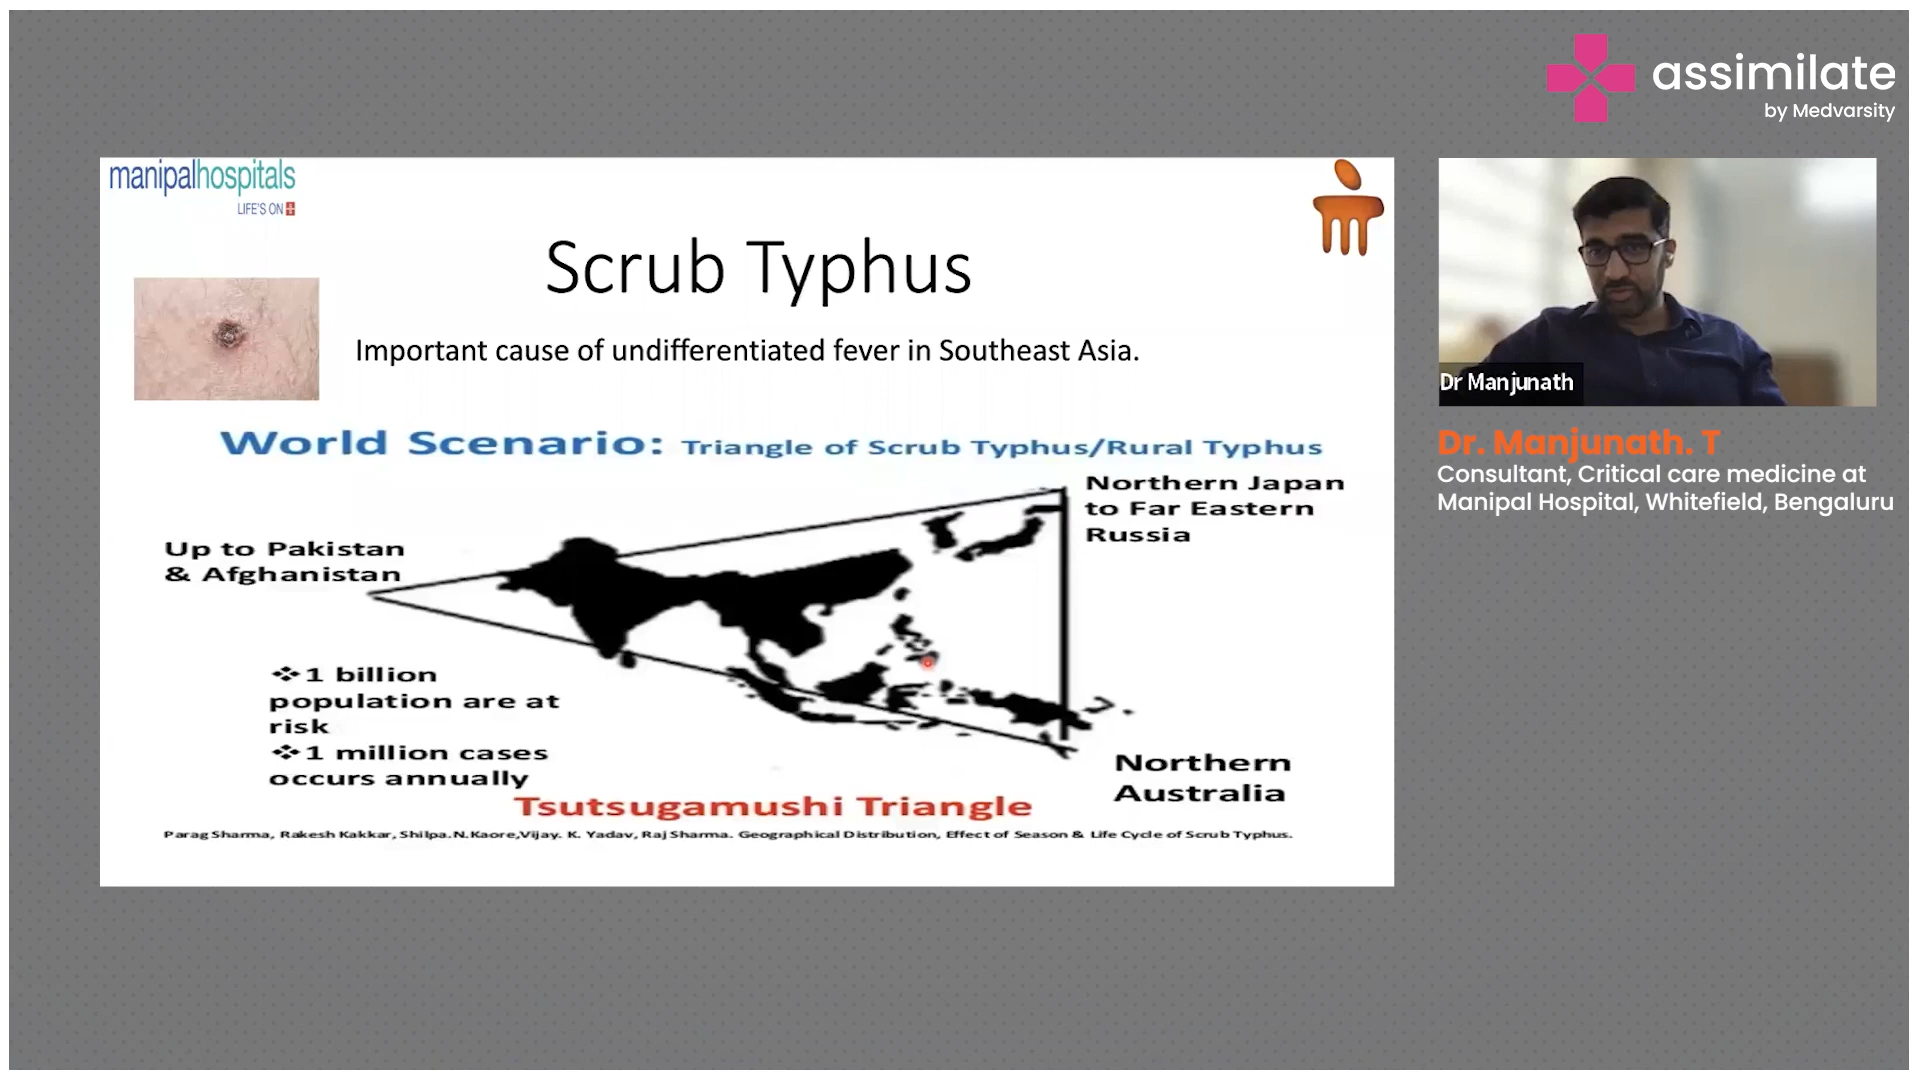 assimilate
by Medvarsity
manipalhospitals
LIFE'S ON
Scrub Typhus
Important cause of undifferentiated fever in Southeast Asia.
World Scenario: Triangle of Scrub Typhus/Rural Typhus
Northern Japan
to Far Eastern
Russia
Up to Pakistan
& Afghanistan
❖1 billion
population are at
risk
❖1 million cases
occurs annually
Northern
Australia
Tsutsugamushi Triangle
Parag Sharma, Rakesh Kakkar, Shilpa.N.Kaore,Vijay. K. Yadav, Raj Sharma. Geographical Distribution, Effect of Season & Life Cycle of Scrub Typhus.
Dr Manjunath
Dr. Manjunath. T
Consultant, Critical care medicine at
Manipal Hospital, Whitefield, Bengaluru